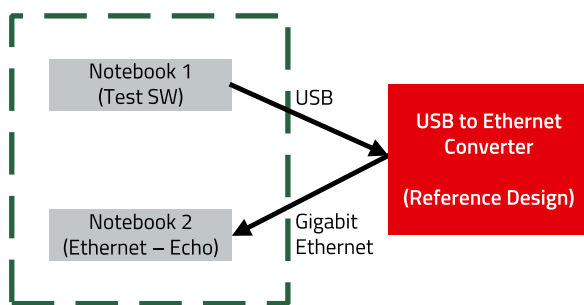 Notebook 1
(Test SW)
USB
USB to Ethernet
Converter
(Reference Design)
Notebook 2
(Ethernet – Echo)
Gigabit
Ethernet